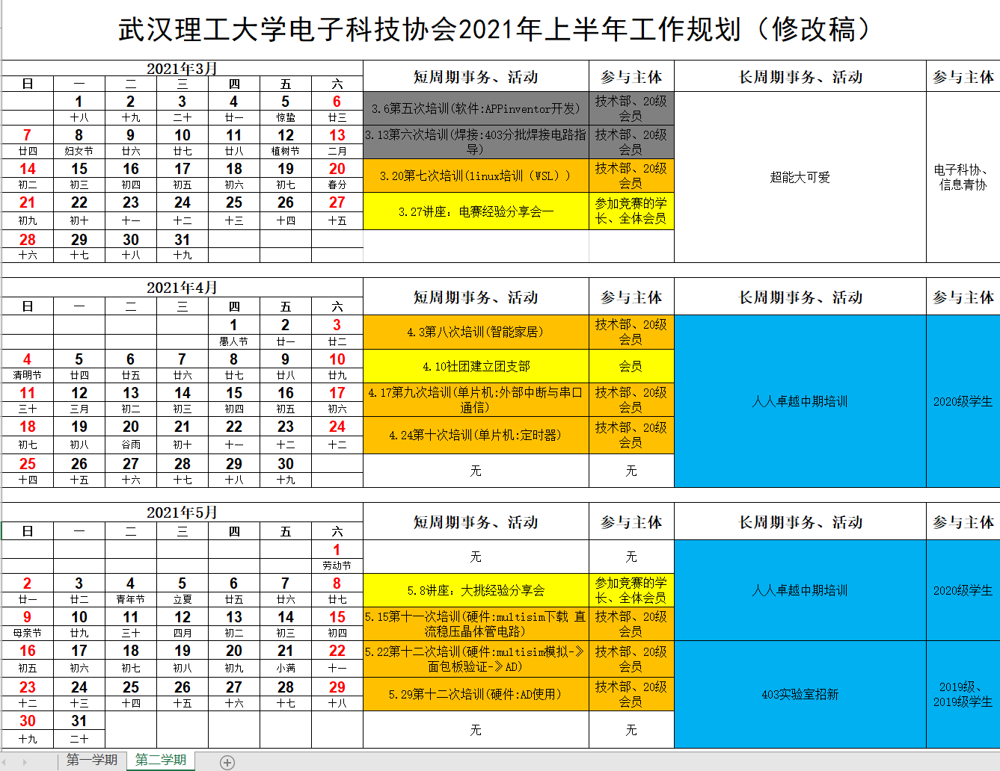 武汉理工大学电子科技协会2021年上半年工作规划（修改稿）
2021年3月 短周期事务、活动 参与主体 长周期事务、活动 参与主体
日 一 二 三 四 五 六
1 2 3 4 5 6
十八 十九 二十 廿一 惊蛰 廿三
3.6第五次培训(软件:APPinventor开发)
技术部、20级
会员
7 8 9 10 11 12 13
廿四 妇女节 廿六 廿七 廿八 植树节 二月
3.13第六次培训(焊接:403分批焊接电路指
导)
技术部、20级
会员
14 15 16 17 18 19 20
初二 初三 初四 初五 初六 初七 春分
3.20第七次培训(linux培训（WSL）)
技术部、20级
会员
21 22 23 24 25 26 27
初九 初十 十一 十二 十三 十四 十五
3.27讲座：电赛经验分享会一
参加竞赛的学
长、全体会员
28 29 30 31
十六 十七 十八 十九
超能大可爱
电子科协、
信息青协
2021年4月 短周期事务、活动 参与主体 长周期事务、活动 参与主体
日 一 二 三 四 五 六
1 2 3
愚人节 廿一 廿二
4.3第八次培训(智能家居)
技术部、20级
会员
4 5 6 7 8 9 10
清明节 廿四 廿五 廿六 廿七 廿八 廿九
4.10社团建立团支部
会员
11 12 13 14 15 16 17
三十 三月 初二 初三 初四 初五 初六
4.17第九次培训(单片机:外部中断与串口
通信)
技术部、20级
会员
18 19 20 21 22 23 24
初七 初八 谷雨 初十 十一 十二 十二
4.24第十次培训(单片机:定时器)
技术部、20级
会员
25 26 27 28 29 30
十四 十五 十六 十七 十八 十九
无 无
人人卓越中期培训
2020级学生
2021年5月 短周期事务、活动 参与主体 长周期事务、活动 参与主体
日 一 二 三 四 五 六
1
劳动节
无 无
2 3 4 5 6 7 8
廿一 廿二 青年节 立夏 廿五 廿六 廿七
5.8讲座：大挑经验分享会
参加竞赛的学
长、全体会员
人人卓越中期培训
2020级学生
9 10 11 12 13 14 15
母亲节 廿九 三十 四月 初二 初三 初四
5.15第十一次培训(硬件:multisim下载 直
流稳压晶体管电路)
技术部、20级
会员
16 17 18 19 20 21 22
初五 初六 初七 初八 初九 小满 十一
5.22第十二次培训(硬件:multisim模拟-》
面包板验证-》AD)
技术部、20级
会员
23 24 25 26 27 28 29
十二 十三 十四 十五 十六 十七 十八
5.29第十二次培训(硬件:AD使用)
技术部、20级
会员
403实验室招新
2019级、
2019级学生
30 31
十九 二十
无 无
第一学期 第二学期